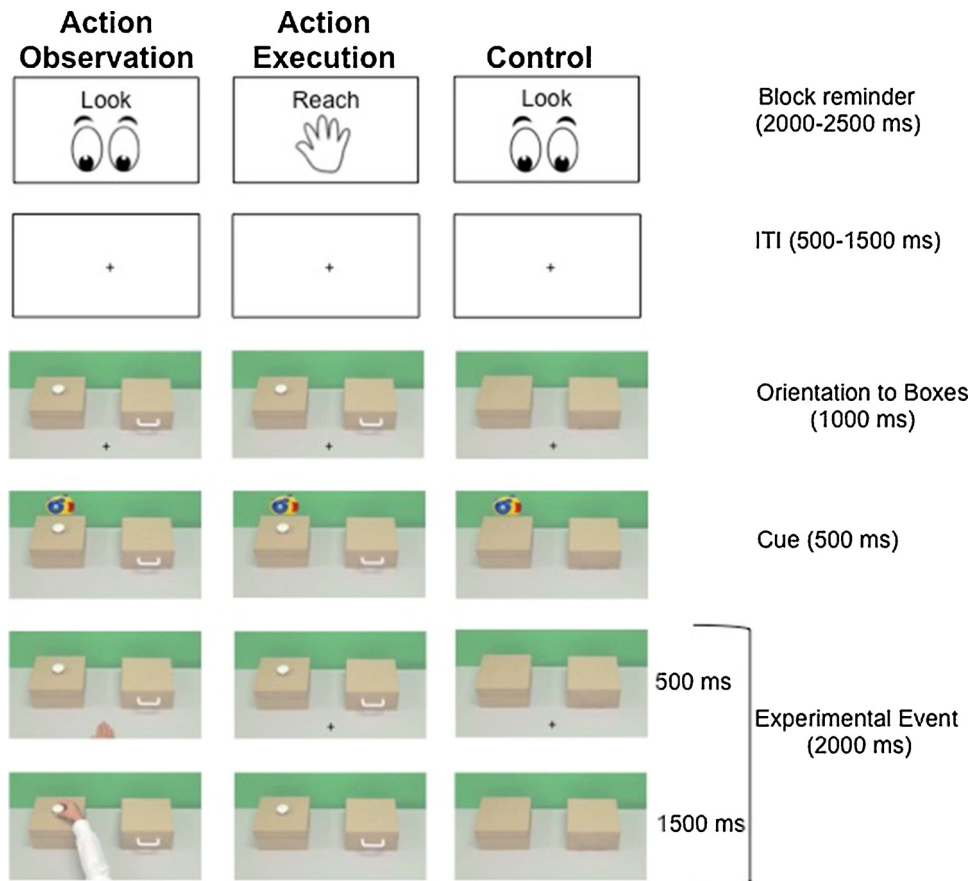 Action
Observation
Action
Execution
Control
Look
Reach
Look
Block reminder
(2000-2500 ms)
ITI (500-1500 ms)
Orientation to Boxes
(1000 ms)
Cue (500 ms)
500 ms
Experimental Event
(2000 ms)
1500 ms